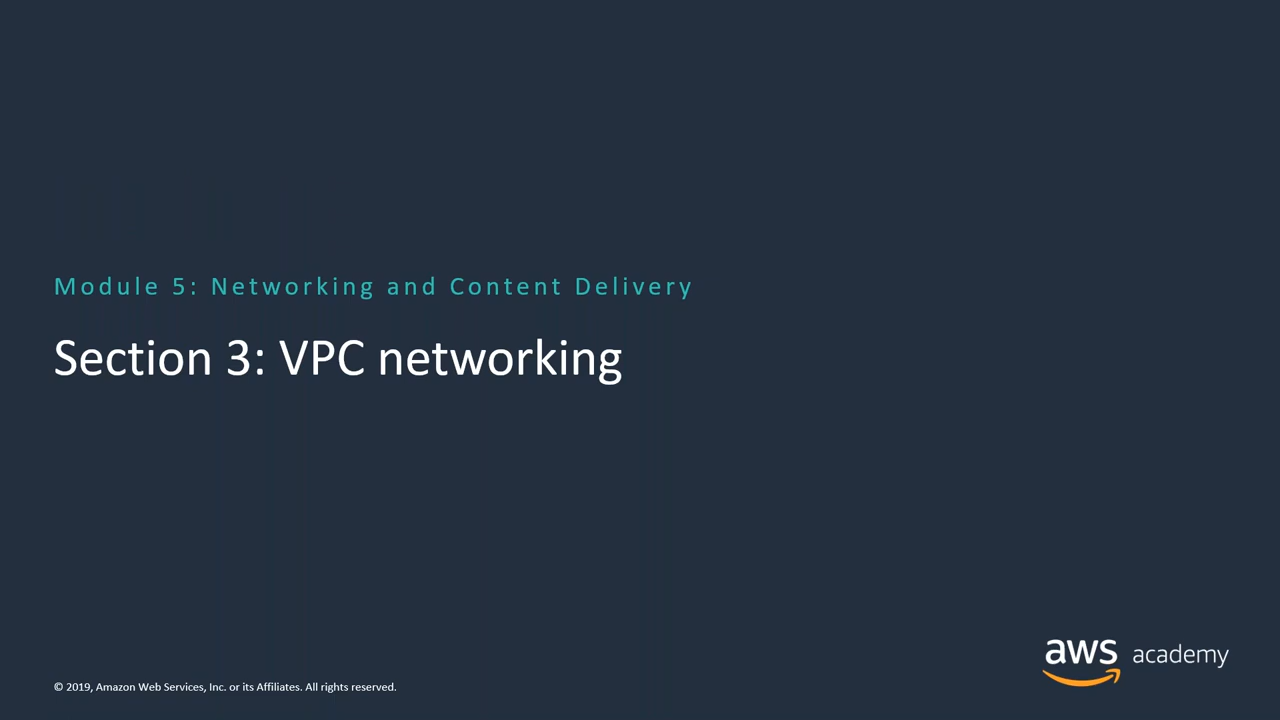 Module 5: Networking and Content Delivery
Section 3: VPC networking
aws academy
© 2019, Amazon Web Services, Inc. or its Affiliates. All rights reserved.